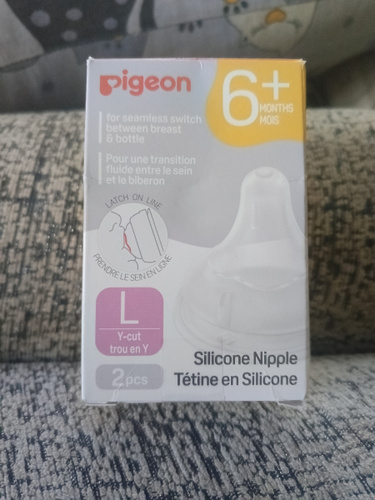 pigeon
6+
MONTHS
MOIS
for seamless switch
between breast
& bottle
Pour une transition
fluide entre le sein
et le biberon
LATCH ON LINE
PRENDRE LE SEIN EN LIGNE
L
Y-cut
trou en Y
2pcs
Silicone Nipple
Tétine en Silicone